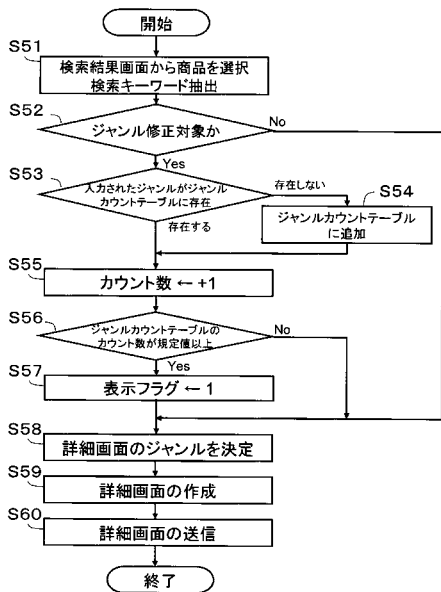 開始
S51
検索結果画面から商品を選択
検索キーワード抽出
S52
ジャンル修正対象か
No
Yes
S53
入力されたジャンルがジャンル
カウントテーブルに存在
存在しない
S54
ジャンルカウントテーブル
に追加
存在する
S55
カウント数 ← +1
S56
ジャンルカウントテーブルの
カウント数が規定値以上
No
Yes
S57
表示フラグ ← 1
S58
詳細画面のジャンルを決定
S59
詳細画面の作成
S60
詳細画面の送信
終了